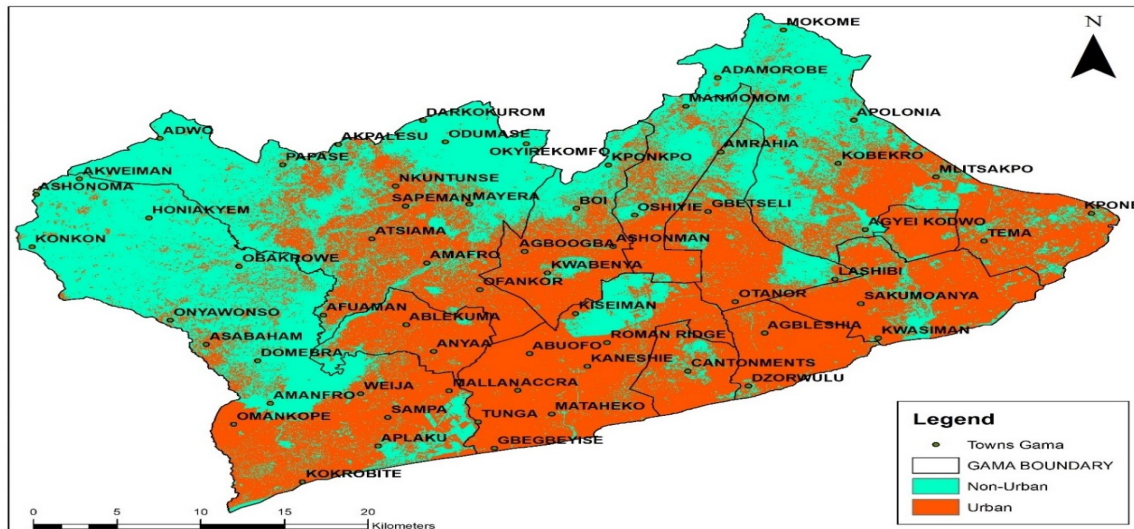 MOKOME
N
ADAMOROBE
MANMOMOM
DARKOKUROM
APOLONIA
ADWO
AKPALESU
ODUMASE
OKYIREKOMFO
AMRAHIA
PAPASE
KPONKPO
KOBEKRO
MLITSAKPO
AKWEIMAN
ASHONOMA
NKUNTUNSE
SAPEMAN
MAYERA
BOI
OSHIYIE
GBETSELI
KPONI
HONIAKYEM
AGYEI KODWO
TEMA
KONKON
ATSIAMA
AGBOOGBA
ASHONMAN
OBAKROWE
AMAFRO
KWABENYA
LASHIBI
OFANKOR
OTANOR
SAKUMOANYA
ONYAWONSO
AFUAMAN
ABLEKUMA
KISEIMAN
ASABAHAM
ROMAN RIDGE
AGBLESHIA
KWASIMAN
DOMEBRA
ANYAA
ABUOFO
KANESHIE
CANTONMENTS
DZORWULU
AMANFRO
WEIJA
MALLANACCRA
OMANKOPE
SAMPA
TUNGA
MATAHEKO
APLAKU
GBEGBEYISE
KOKROBITE
Legend
Towns Gama
GAMA BOUNDARY
Non-Urban
Urban
0 5 10 15 20
Kilometers